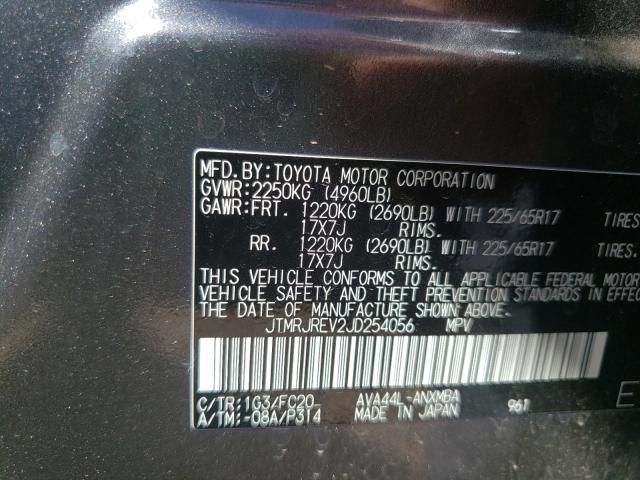 MFD.BY:TOYOTA MOTOR CORPORATION
GVWR:2250KG (4960LB)
GAWR:FRT. 1220KG (2690LB) WITH 225/65R17 TIRES
17X7J RIMS.
RR. 1220KG (2690LB) WITH 225/65R17 TIRES.
17X7J RIMS.
THIS VEHICLE CONFORMS TO ALL APPLICABLE FEDERAL MOTOR
VEHICLE SAFETY AND THEFT PREVENTION STANDARDS IN EFFEC
THE DATE OF MANUFACTURE SHOWN ABOVE.
JTMRJREV2JD254056 MPV
C/TR:1G3/FC20 AVA44L-ANXMBA 961 E
A/TM:-08A/P314 MADE IN JAPAN